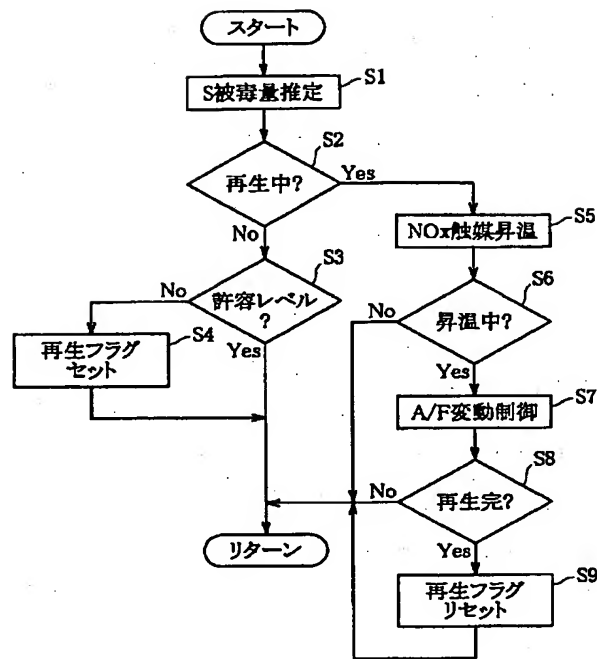 スタート
S1
S被毒量推定
S2
再生中?
Yes
No
S5
NOx触媒昇温
S3
許容レベル
?
No
Yes
S4
再生フラグ
セット
S6
昇温中?
No
Yes
S7
A/F変動制御
S8
再生完?
No
Yes
リターン
S9
再生フラグ
リセット